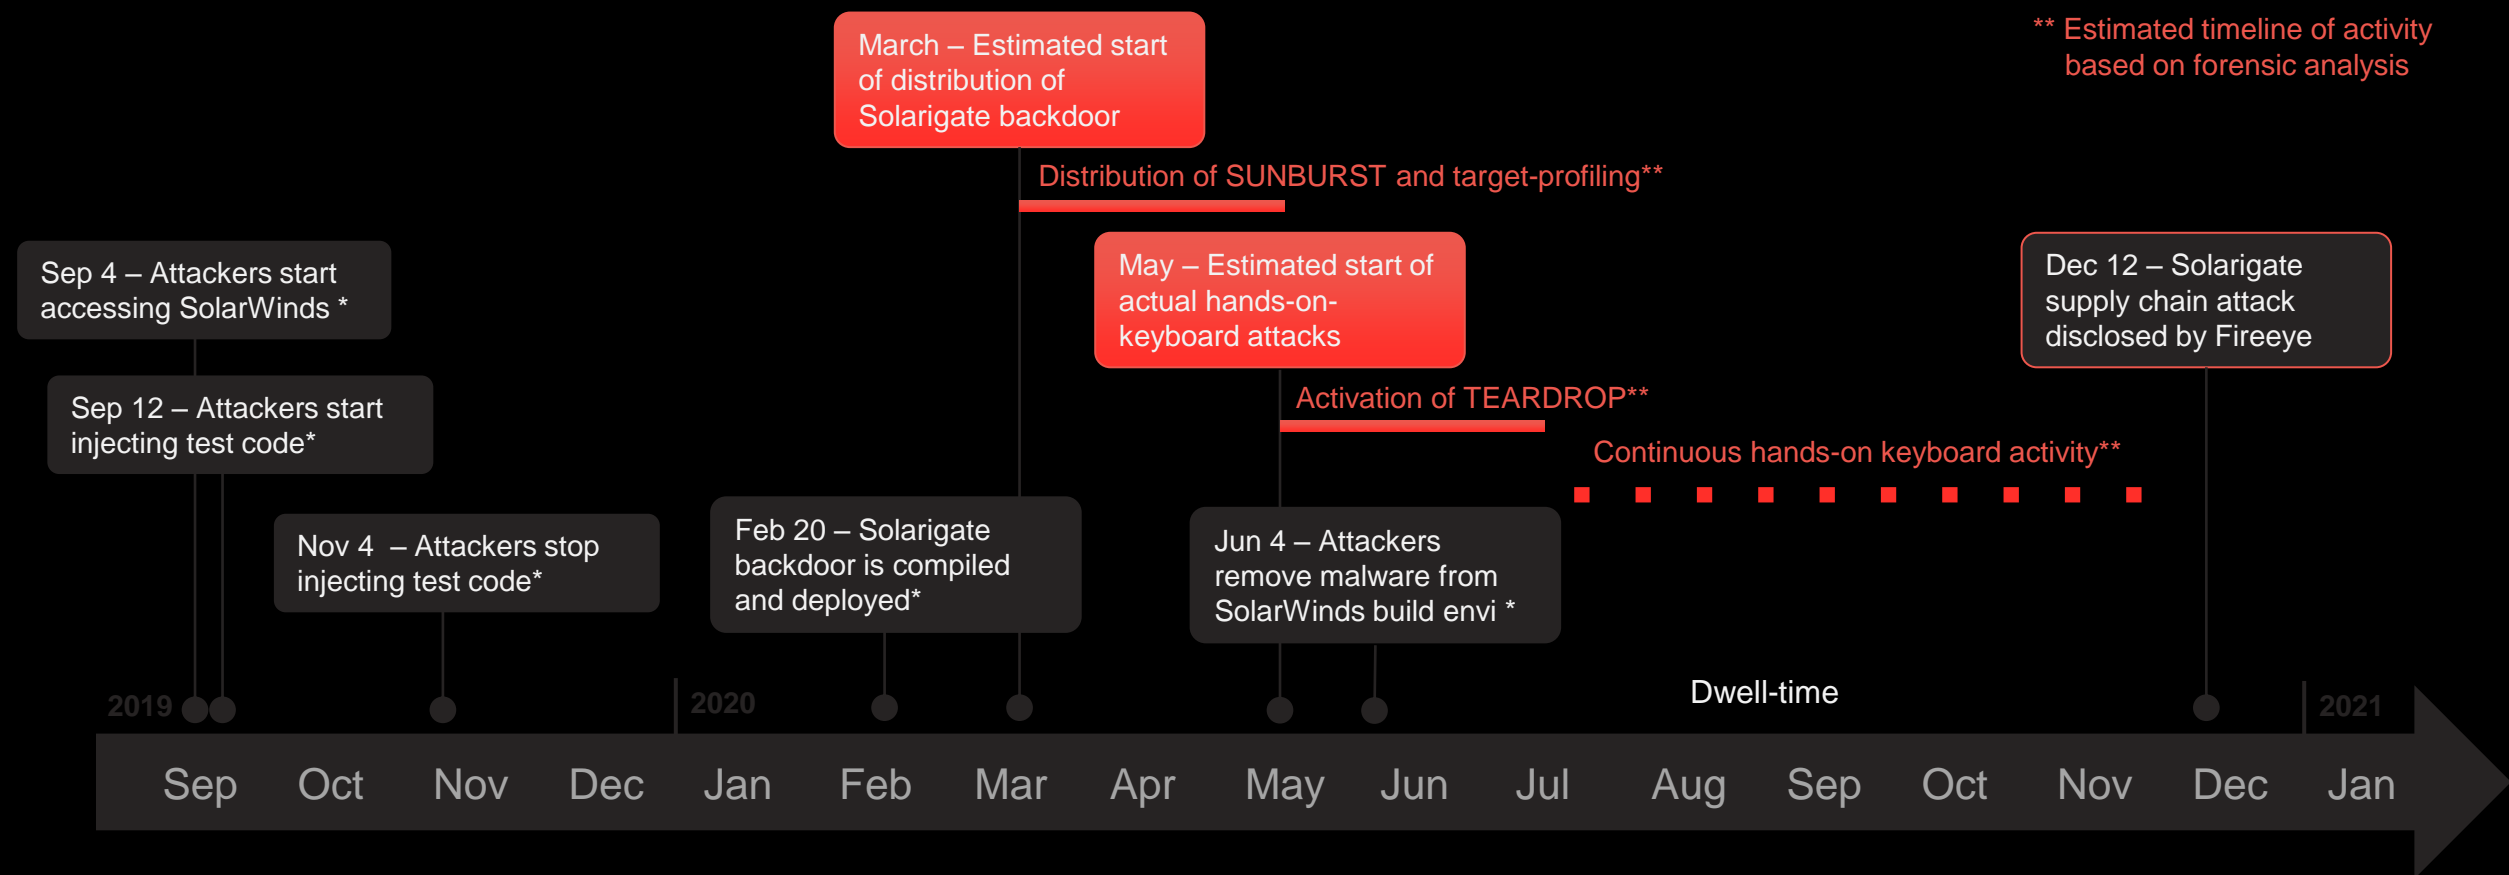 ** Estimated timeline of activity
based on forensic analysis
March – Estimated start
of distribution of
Solarigate backdoor
Distribution of SUNBURST and target-profiling**
Sep 4 – Attackers start
accessing SolarWinds *
May – Estimated start of
actual hands-on-
keyboard attacks
Dec 12 – Solarigate
supply chain attack
disclosed by Fireeye
Sep 12 – Attackers start
injecting test code*
Activation of TEARDROP**
Continuous hands-on keyboard activity**
Nov 4 – Attackers stop
injecting test code*
Feb 20 – Solarigate
backdoor is compiled
and deployed*
Jun 4 – Attackers
remove malware from
SolarWinds build envi *
Dwell-time
2019
2020
2021
Sep Oct Nov Dec Jan Feb Mar Apr May Jun Jul Aug Sep Oct Nov Dec Jan